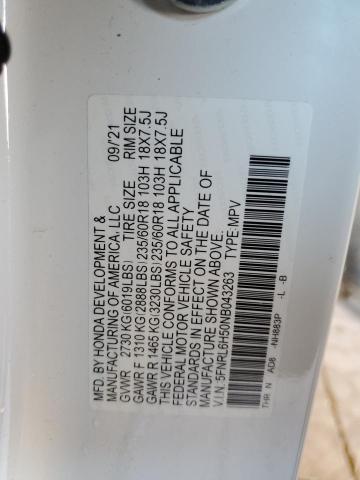 MFD. BY HONDA DEVELOPMENT & 09/21
MANUFACTURING OF AMERICA, LLC
GVWR 2730 KG(6019LBS) TIRE SIZE RIM SIZE
GAWR F 1310 KG(2888LBS) 235/60R18 103H 18X7.5J
GAWR R 1465 KG(3230LBS) 235/60R18 103H 18X7.5J
THIS VEHICLE CONFORMS TO ALL APPLICABLE
FEDERAL MOTOR VEHICLE SAFETY
STANDARDS IN EFFECT ON THE DATE OF
MANUFACTURE SHOWN ABOVE.
V.I.N. 5FNRL6H50NB043263 TYPE: MPV
THR N AD8 -NH883P -L -B